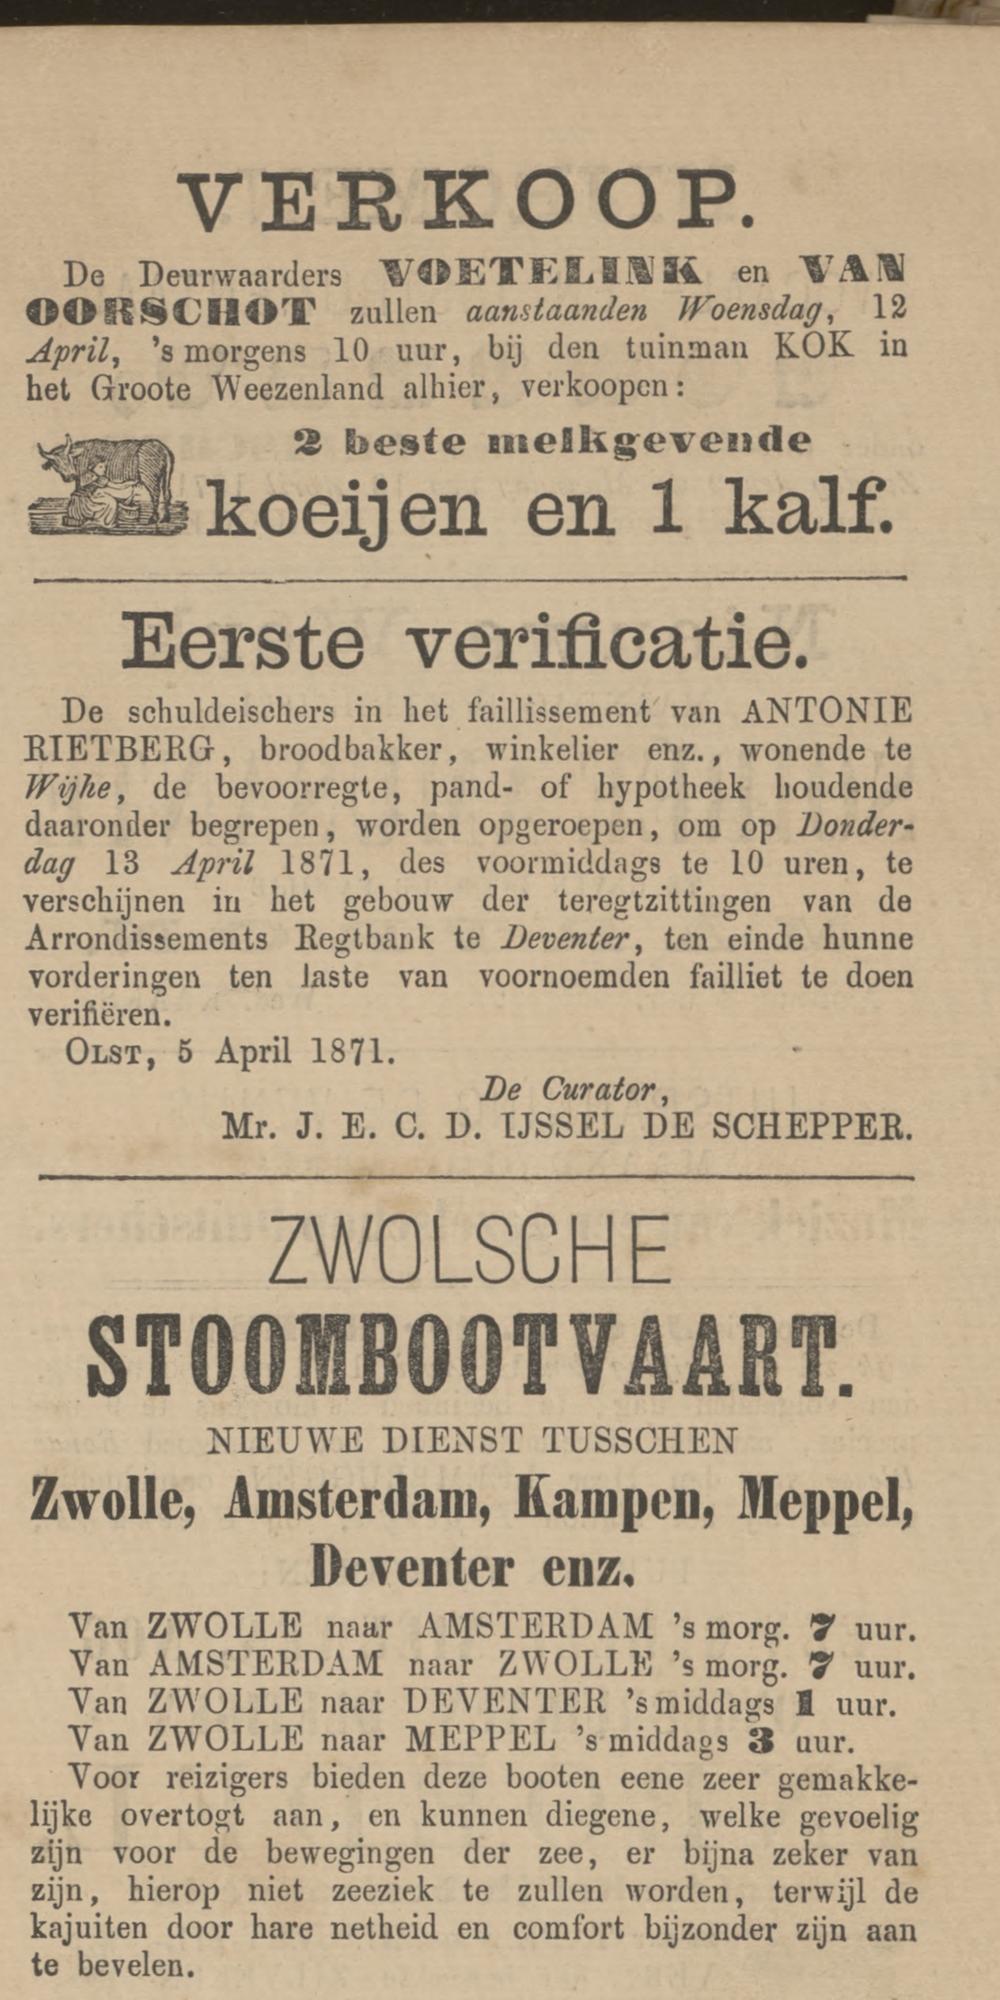 VERKOOP.
De Deurwaarders VOETELINK en VAN
OORSCHOT zullen aanstaanden Woensdag, 12
April, 's morgens 10 uur, bij den tuinman KOK in
het Groote Weezenland alhier, verkoopen:
2 beste melkgevende
koeijen en 1 kalf.
Eerste verificatie.
De schuldeischers in het faillissement van ANTONIE
RIETBERG, broodbakker, winkelier enz., wonende te
Wijhe, de bevoorregte, pand- of hypotheek houdende
daaronder begrepen, worden opgeroepen, om op Donder-
dag 13 April 1871, des voormiddags te 10 uren, te
verschijnen in het gebouw der teregtzittingen van de
Arrondissements Regtbank te Deventer, ten einde hunne
vorderingen ten laste van voornoemden failliet te doen
verifiëren.
OLST, 5 April 1871.
De Curator,
Mr. J. E. C. D. IJSSEL DE SCHEPPER.
ZWOLSCHE
STOOMBOOTVAART.
NIEUWE DIENST TUSSCHEN
Zwolle, Amsterdam, Kampen, Meppel,
Deventer enz.
Van ZWOLLE naar AMSTERDAM 's morg. 7 uur.
Van AMSTERDAM naar ZWOLLE 's morg. 7 uur.
Van ZWOLLE naar DEVENTER 's middags 1 uur.
Van ZWOLLE naar MEPPEL 's middags 3 uur.
Voor reizigers bieden deze booten eene zeer gemakke-
lijke overtogt aan, en kunnen diegene, welke gevoelig
zijn voor de bewegingen der zee, er bijna zeker van
zijn, hierop niet zeeziek te zullen worden, terwijl de
kajuiten door hare netheid en comfort bijzonder zijn aan
te bevelen.